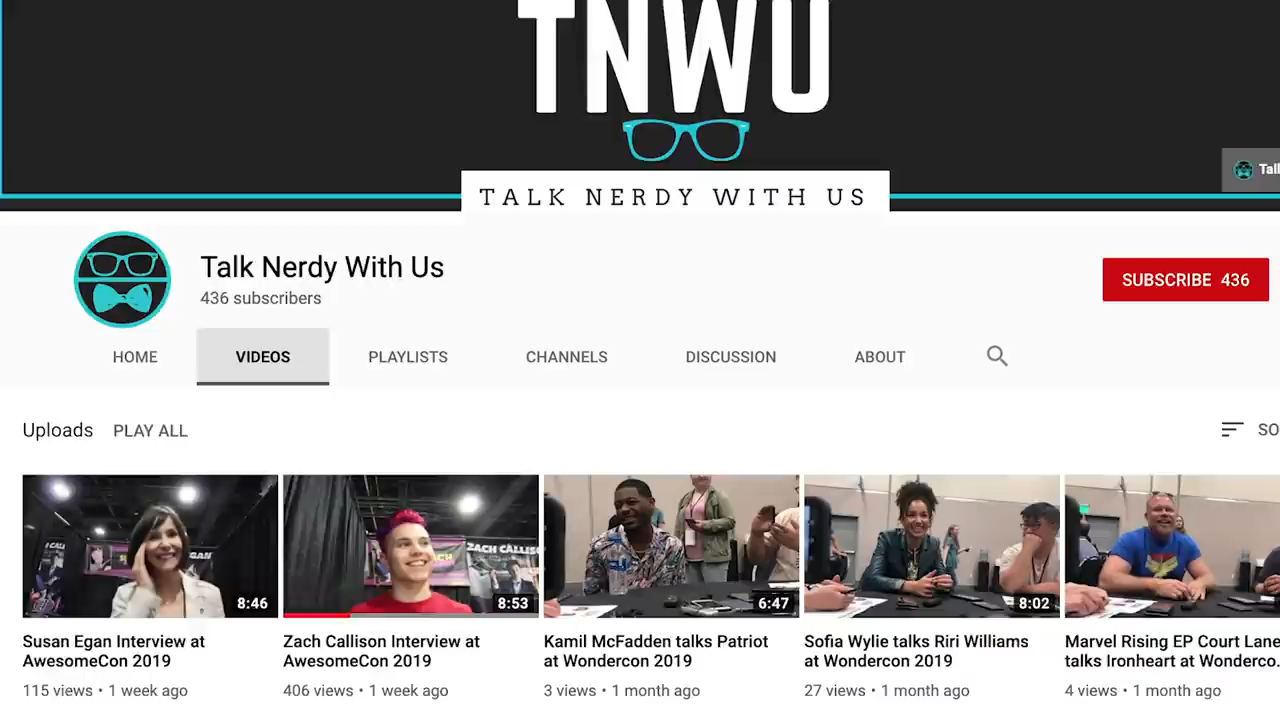 TNWU
TALK NERDY WITH US
Tal
Talk Nerdy With Us
436 subscribers
SUBSCRIBE 436
HOME VIDEOS PLAYLISTS CHANNELS DISCUSSION ABOUT
Uploads PLAY ALL
SO
ZACH CALLISO
8:46 8:53 6:47 8:02
Susan Egan Interview at
AwesomeCon 2019
115 views • 1 week ago
Zach Callison Interview at
AwesomeCon 2019
406 views • 1 week ago
Kamil McFadden talks Patriot
at Wondercon 2019
3 views • 1 month ago
Sofia Wylie talks Riri Williams
at Wondercon 2019
27 views • 1 month ago
Marvel Rising EP Court Lane
talks Ironheart at Wonderco...
4 views • 1 month ago